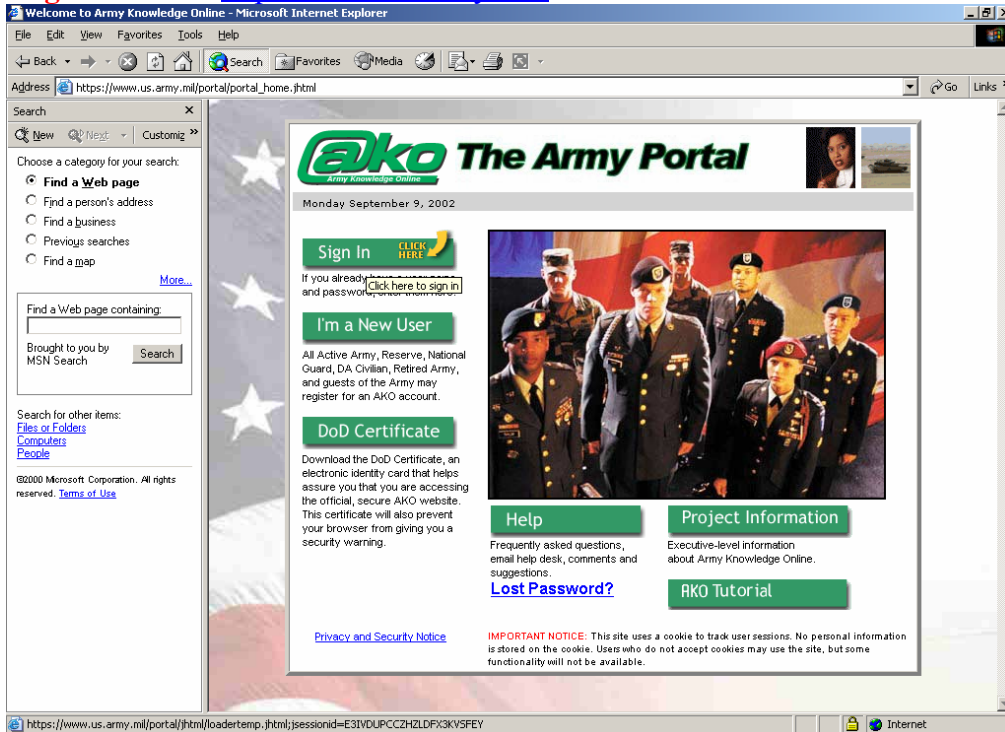 Welcome to Army Knowledge Online - Microsoft Internet Explorer
File Edit View Favorites Tools Help
Back Search Favorites Media
Address https://www.us.army.mil/portal/portal_home.jhtml Go Links
Search
New Next Customiz
Choose a category for your search:
Find a Web page
Find a person's address
Find a business
Previous searches
Find a map
More...
Find a Web page containing:
Brought to you by
MSN Search
Search
Search for other items:
Files or Folders
Computers
People
©2000 Microsoft Corporation. All rights
reserved. Terms of Use
@ko The Army Portal
Army Knowledge Online
Monday September 9, 2002
Sign In CLICK HERE
If you already
Click here to sign in
and password,
I'm a New User
All Active Army, Reserve, National
Guard, DA Civilian, Retired Army,
and guests of the Army may
register for an AKO account.
DoD Certificate
Download the DoD Certificate, an
electronic identity card that helps
assure you that you are accessing
the official, secure AKO website.
This certificate will also prevent
your browser from giving you a
security warning.
Help
Frequently asked questions,
email help desk, comments and
suggestions.
Lost Password?
Project Information
Executive-level information
about Army Knowledge Online.
AKO Tutorial
Privacy and Security Notice
IMPORTANT NOTICE: This site uses a cookie to track user sessions. No personal information
is stored on the cookie. Users who do not accept cookies may use the site, but some
functionality will not be available.
https://www.us.army.mil/portal/jhtml/loadertemp.jhtml;jsessionid=E3IVDUPCCZHZLDFX3KVSFEY
Internet